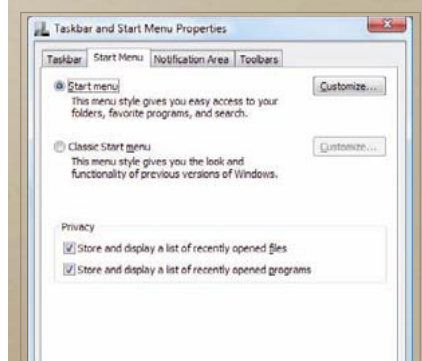 Taskbar and Start Menu Properties
Taskbar Start Menu Notification Area Toolbars
Start menu Customize...
This menu style gives you easy access to your
folders, favorite programs, and search.
Classic Start menu Customize...
This menu style gives you the look and
functionality of previous versions of Windows.
Privacy
Store and display a list of recently opened files
Store and display a list of recently opened programs